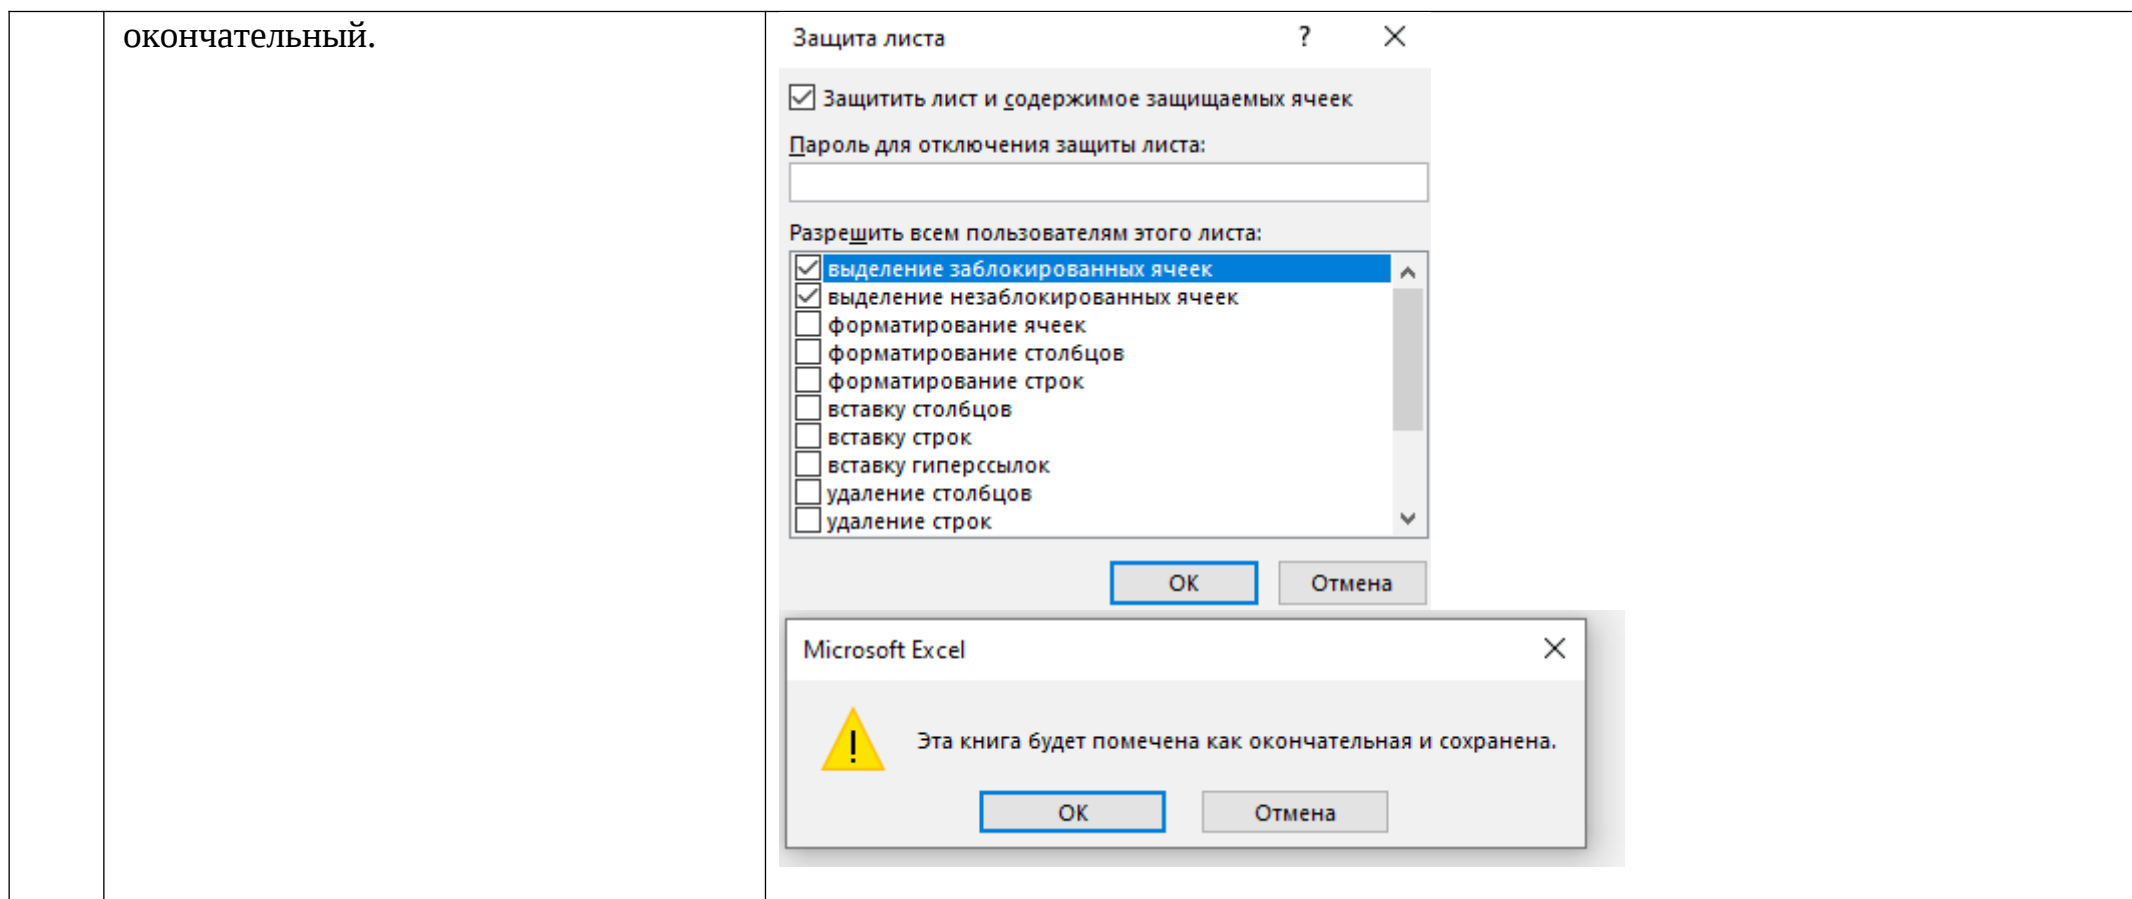 окончательный.
Защита листа ?
Защитить лист и содержимое защищаемых ячеек
Пароль для отключения защиты листа:
Разрешить всем пользователям этого листа:
выделение заблокированных ячеек
выделение незаблокированных ячеек
форматирование ячеек
форматирование столбцов
форматирование строк
вставку столбцов
вставку строк
вставку гиперссылок
удаление столбцов
удаление строк
ОК Отмена
Microsoft Excel
Эта книга будет помечена как окончательная и сохранена.
ОК Отмена